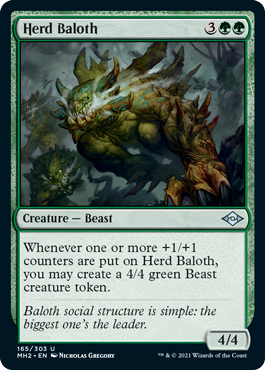 Herd Baloth 3
Creature — Beast
Whenever one or more +1/+1
counters are put on Herd Baloth,
you may create a 4/4 green Beast
creature token.
Baloth social structure is simple: the
biggest one's the leader.
4/4
165/303 U
MH2 • EN NICHOLAS GREGORY ™ & © 2021 Wizards of the Coast